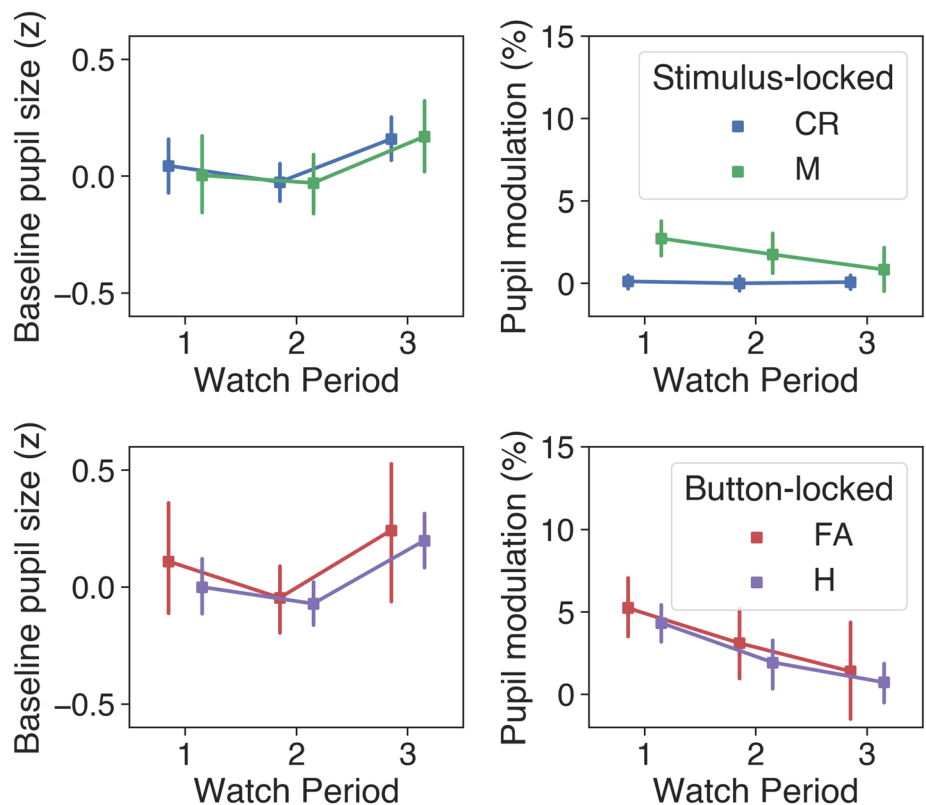 Baseline pupil size (z)
0.5
0.0
−0.5
1 2 3
Watch Period
Pupil modulation (%)
15
10
5
0
Stimulus-locked
CR
M
1 2 3
Watch Period
Baseline pupil size (z)
0.5
0.0
−0.5
1 2 3
Watch Period
Pupil modulation (%)
15
10
5
0
Button-locked
FA
H
1 2 3
Watch Period